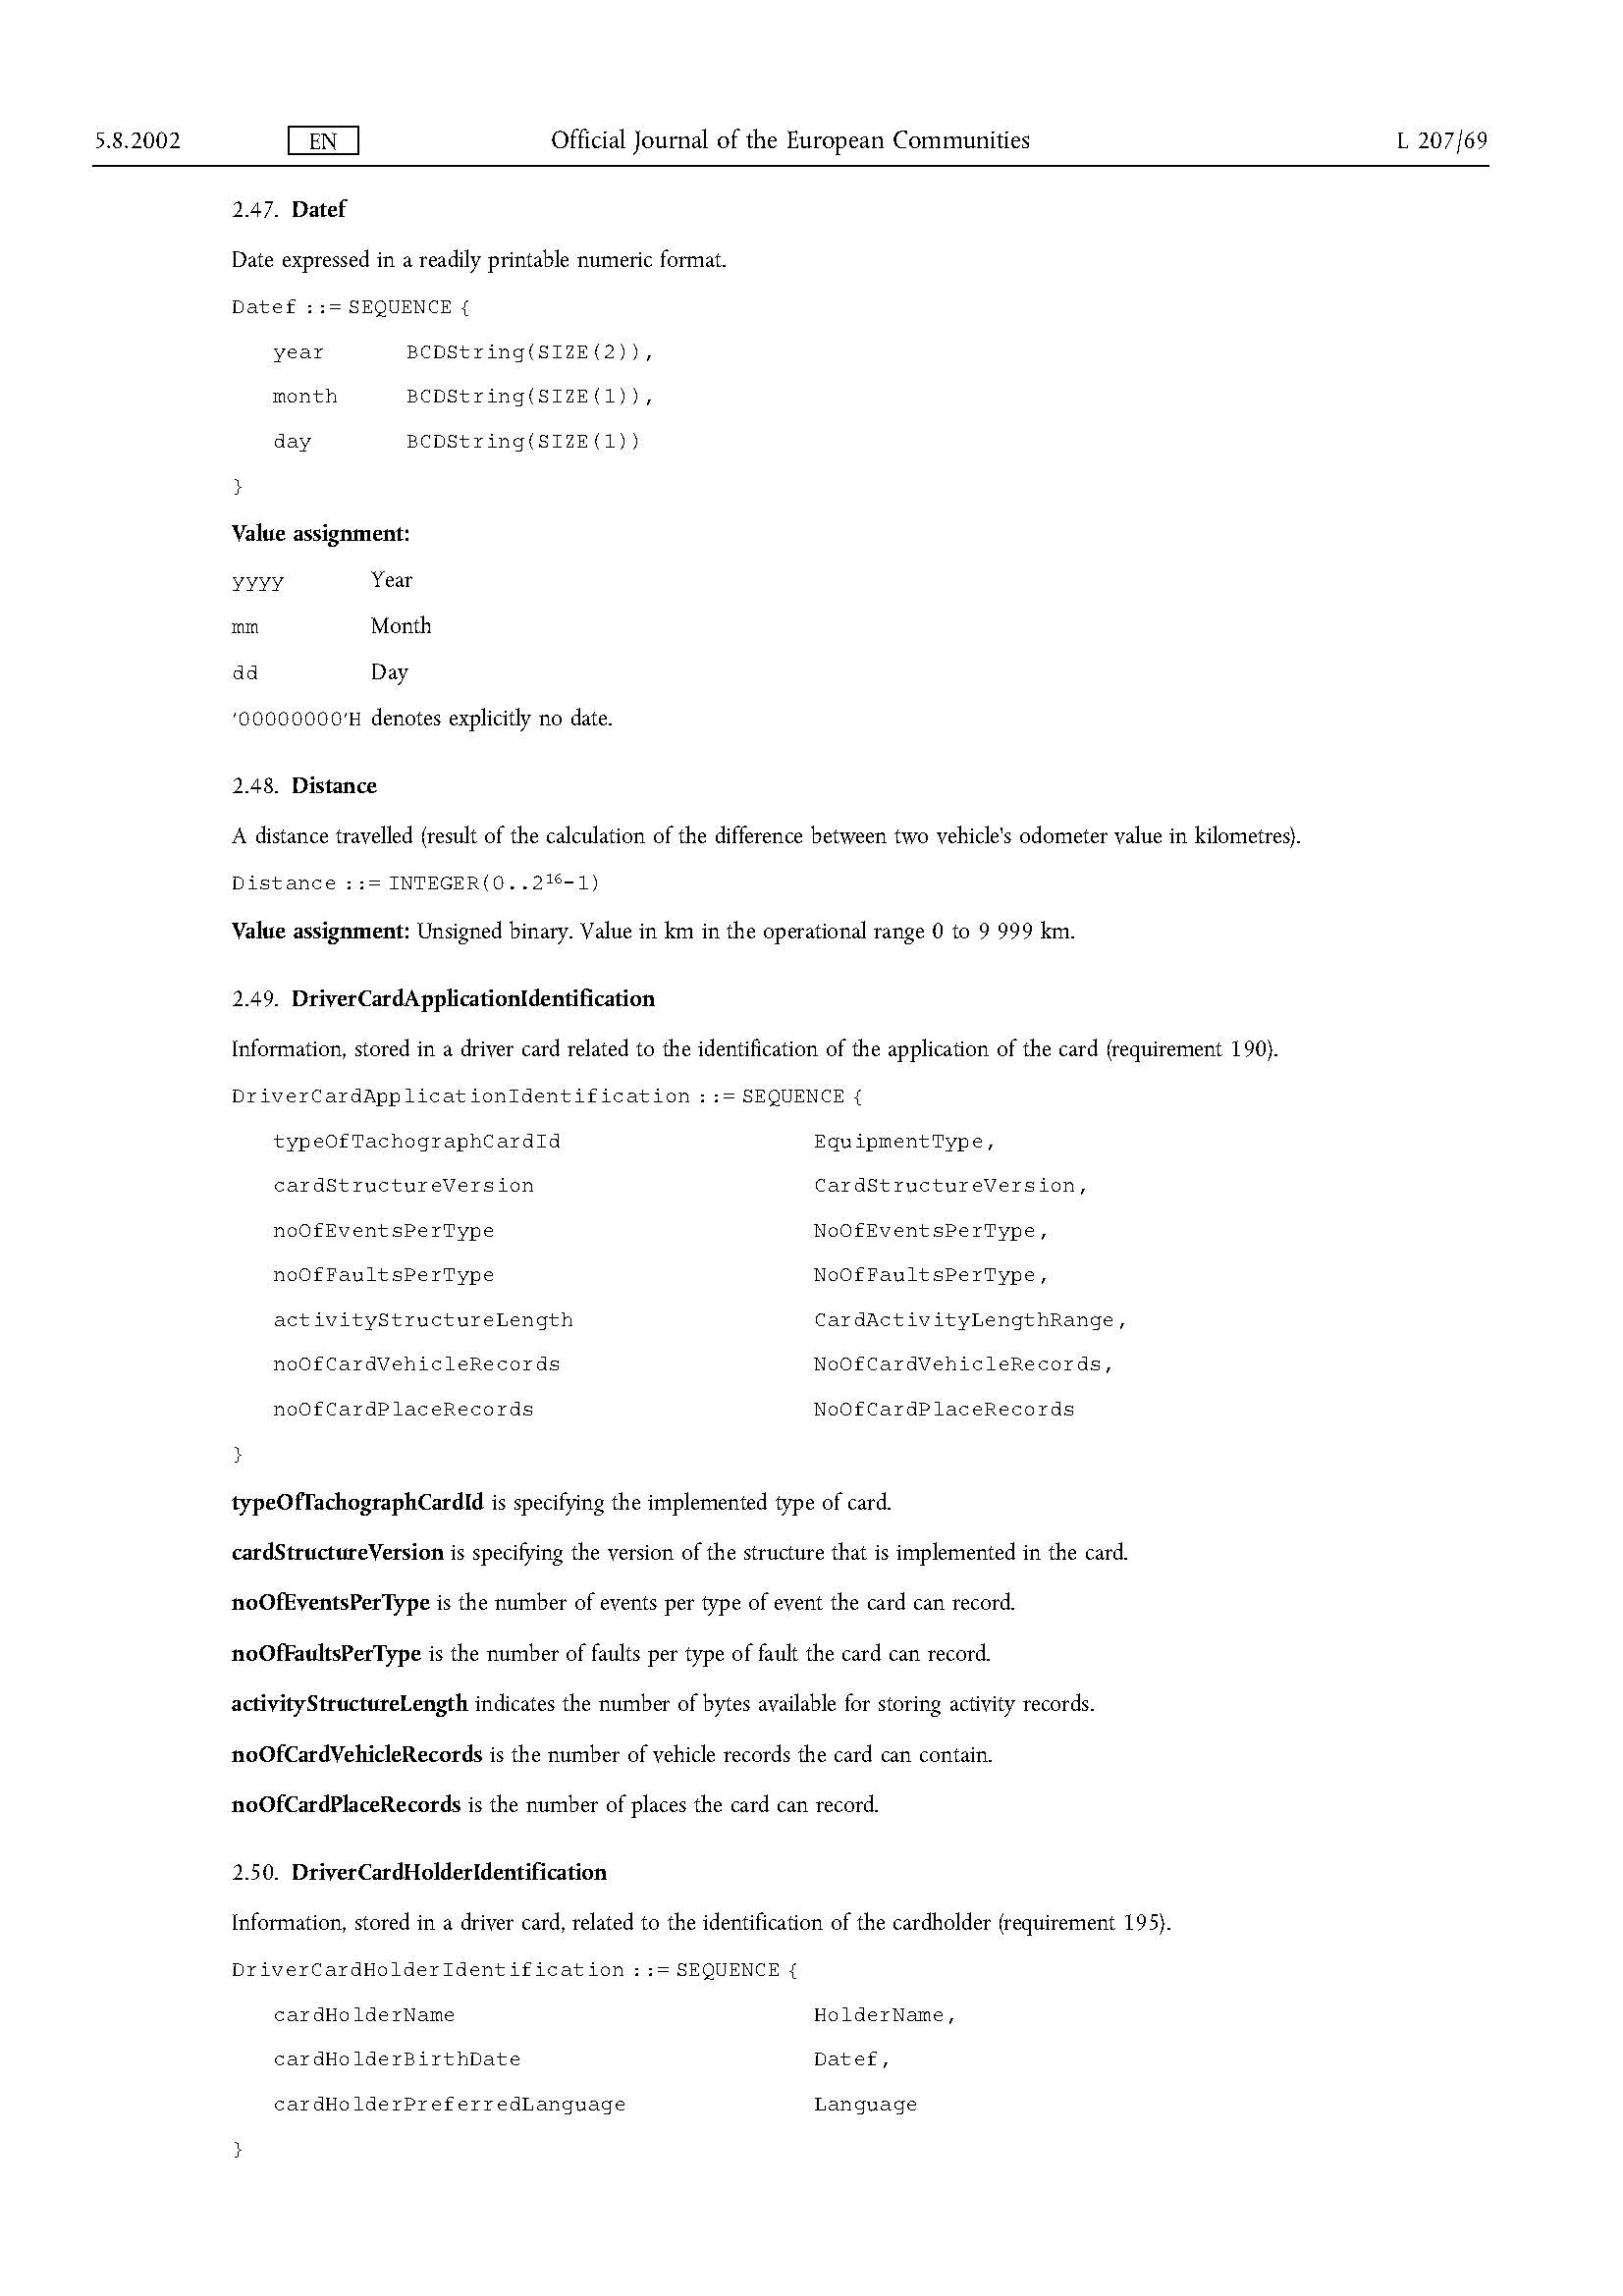 5.8.2002 EN Official Journal of the European Communities L 207/69
2.47. Datef
Date expressed in a readily printable numeric format.
Datef ::= SEQUENCE {
year BCDString(SIZE(2)),
month BCDString(SIZE(1)),
day BCDString(SIZE(1))
}
Value assignment:
yyyy Year
mm Month
dd Day
'00000000'H denotes explicitly no date.
2.48. Distance
A distance travelled (result of the calculation of the difference between two vehicle's odometer value in kilometres).
Distance ::= INTEGER(0..2¹⁶-1)
Value assignment: Unsigned binary. Value in km in the operational range 0 to 9 999 km.
2.49. DriverCardApplicationIdentification
Information, stored in a driver card related to the identification of the application of the card (requirement 190).
DriverCardApplicationIdentification ::= SEQUENCE {
typeOfTachographCardId EquipmentType,
cardStructureVersion CardStructureVersion,
noOfEventsPerType NoOfEventsPerType,
noOfFaultsPerType NoOfFaultsPerType,
activityStructureLength CardActivityLengthRange,
noOfCardVehicleRecords NoOfCardVehicleRecords,
noOfCardPlaceRecords NoOfCardPlaceRecords
}
typeOfTachographCardId is specifying the implemented type of card.
cardStructureVersion is specifying the version of the structure that is implemented in the card.
noOfEventsPerType is the number of events per type of event the card can record.
noOfFaultsPerType is the number of faults per type of fault the card can record.
activityStructureLength indicates the number of bytes available for storing activity records.
noOfCardVehicleRecords is the number of vehicle records the card can contain.
noOfCardPlaceRecords is the number of places the card can record.
2.50. DriverCardHolderIdentification
Information, stored in a driver card, related to the identification of the cardholder (requirement 195).
DriverCardHolderIdentification ::= SEQUENCE {
cardHolderName HolderName,
cardHolderBirthDate Datef,
cardHolderPreferredLanguage Language
}